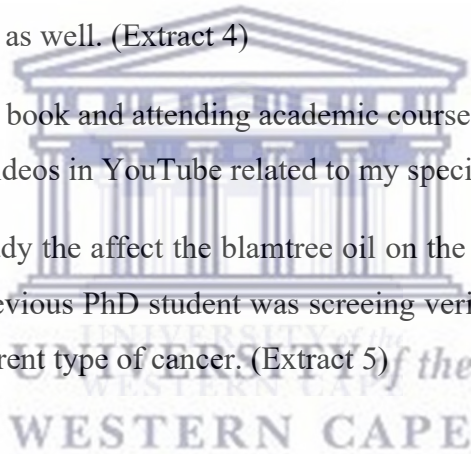 as well. (Extract 4)
book and attending academic course
ideos in YouTube related to my speci
dy the affect the blamtree oil on the
evious PhD student was screeing veri
rent type of cancer. (Extract 5)
UNIVERSITY of the
WESTERN CAPE